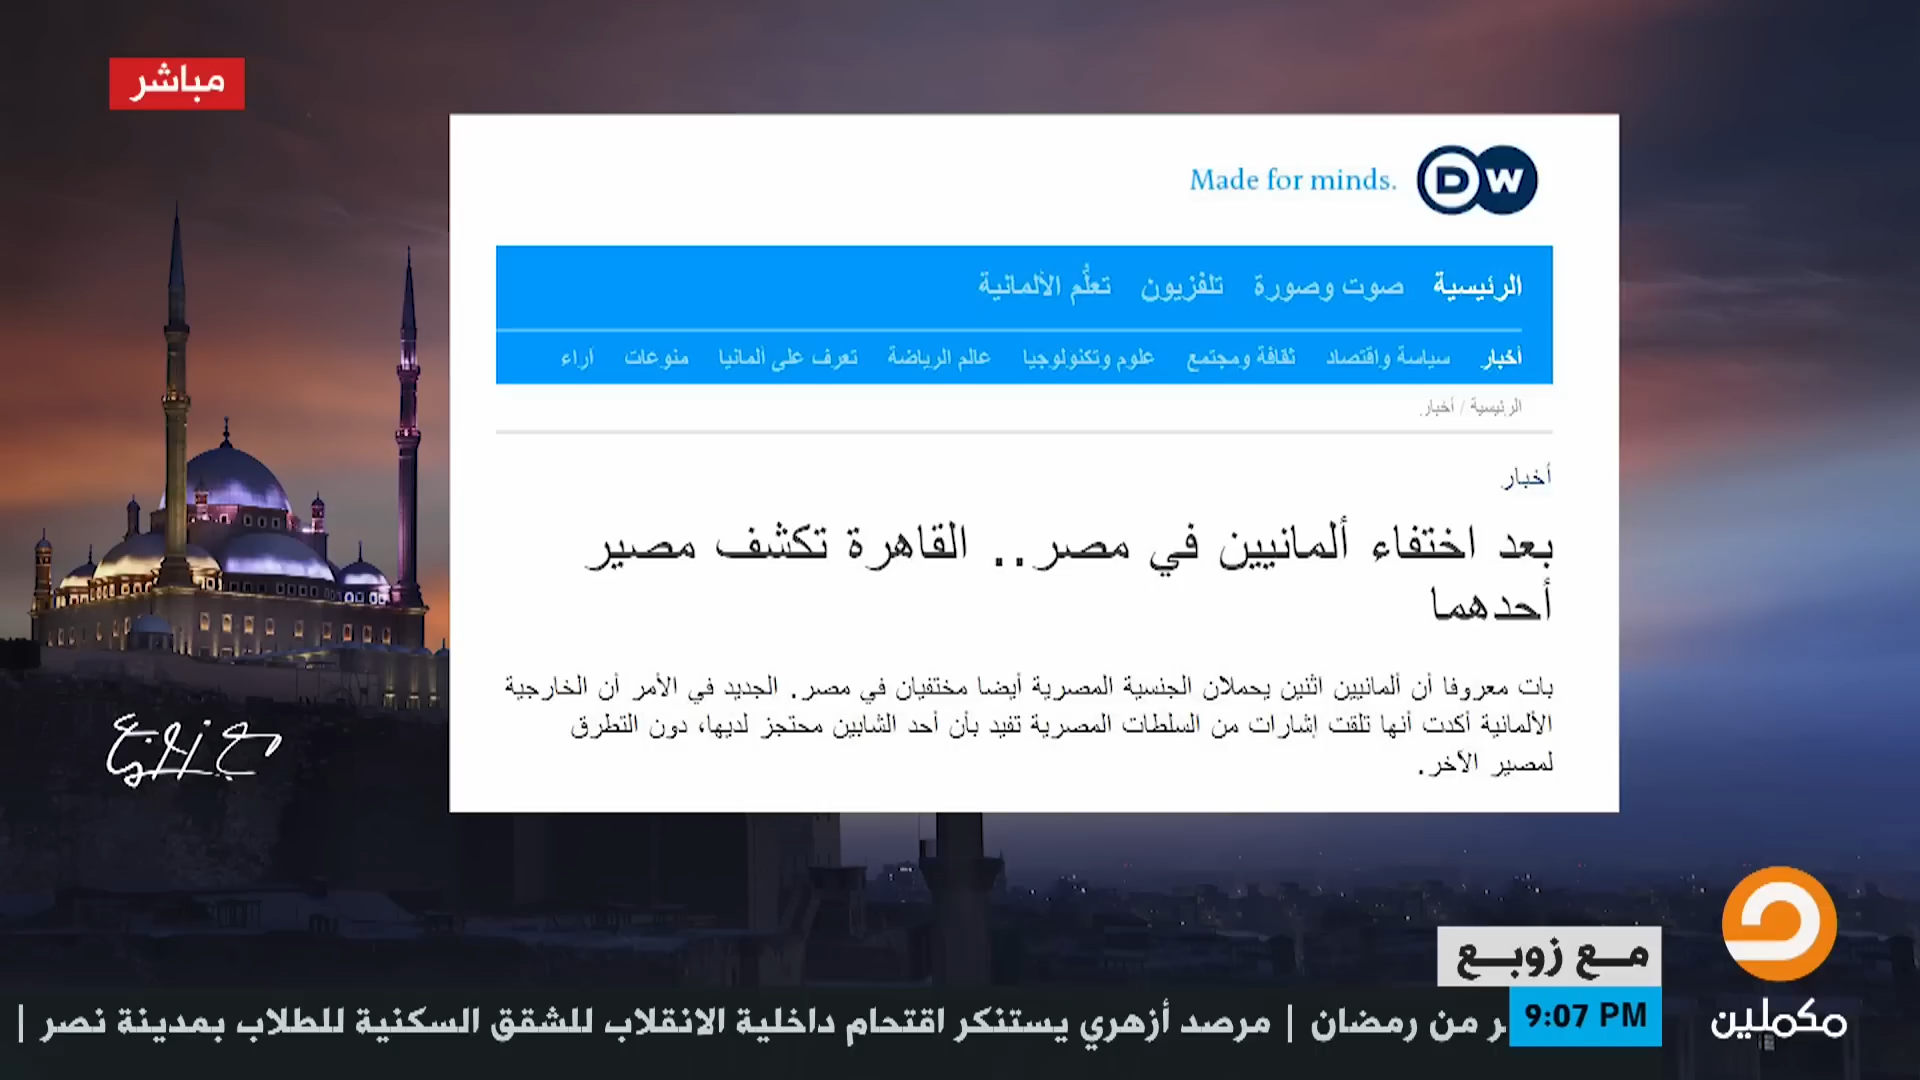 مباشر
Made for minds. DW
الرئيسية صوت وصورة تلفزيون تعلَّم الألمانية
أخبار سياسة واقتصاد ثقافة ومجتمع علوم وتكنولوجيا عالم الرياضة تعرف على ألمانيا منوعات آراء
الرئيسية / أخبار
أخبار
بعد اختفاء ألمانيين في مصر.. القاهرة تكشف مصير
أحدهما
بات معروفا أن ألمانيين اثنين يحملان الجنسية المصرية أيضا مختفيان في مصر. الجديد في الأمر أن الخارجية
الألمانية أكدت أنها تلقت إشارات من السلطات المصرية تفيد بأن أحد الشابين محتجز لديها، دون التطرق
لمصير الآخر.
مع زوبع
مع زوبع
9:07 PM
ر من رمضان | مرصد أزهري يستنكر اقتحام داخلية الانقلاب للشقق السكنية للطلاب بمدينة نصر |
مكملين